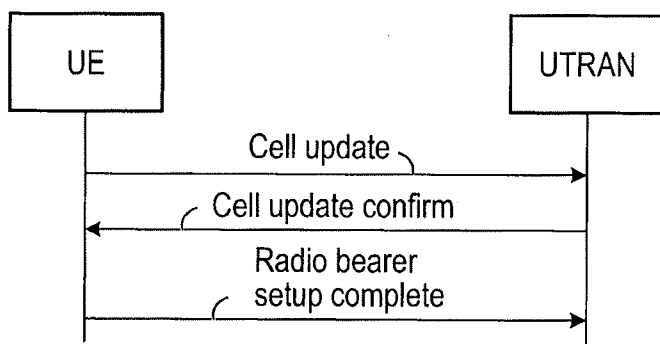 UE
UTRAN
Cell update
Cell update confirm
Radio bearer
setup complete